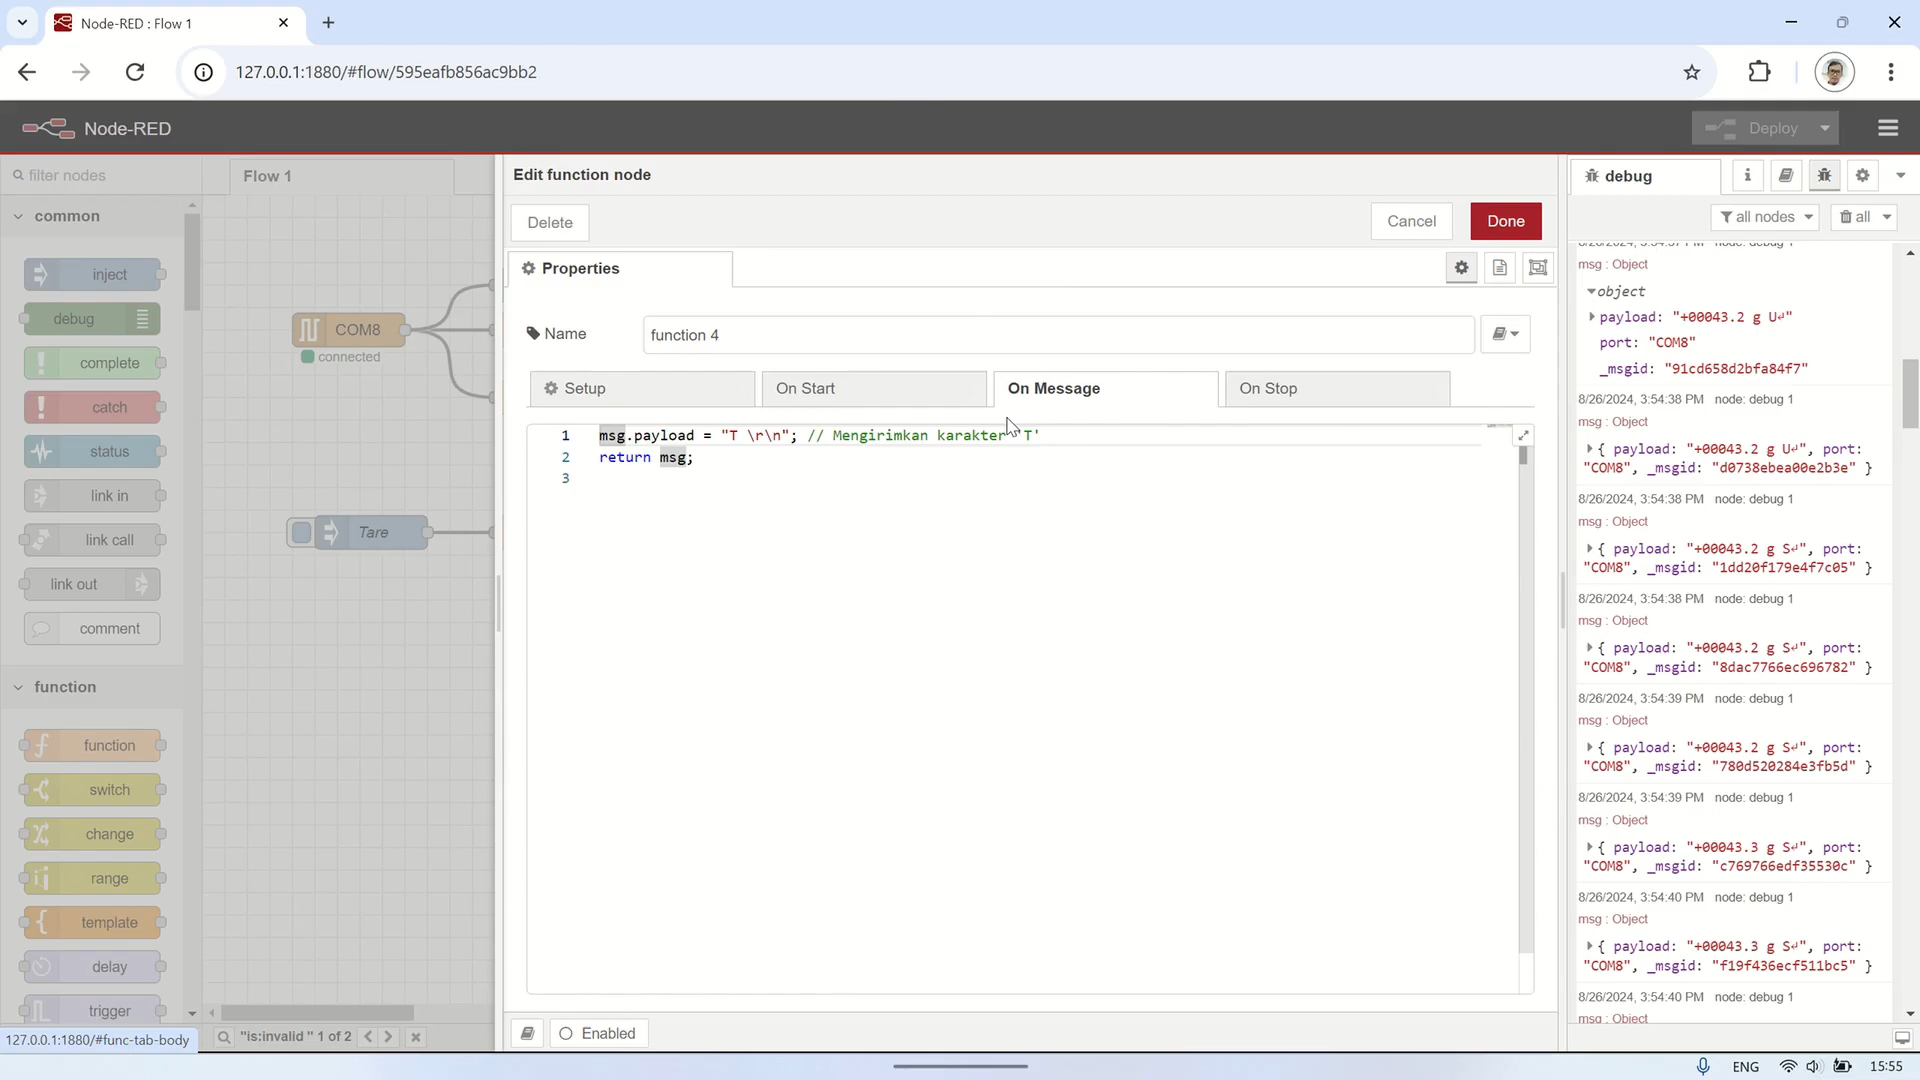 Node-RED : Flow 1
127.0.0.1:1880/#flow/595eafb856ac9bb2
Node-RED
Deploy
filter nodes
common
inject
debug
complete
catch
status
link in
link call
link out
comment
function
function
switch
change
range
template
delay
trigger
127.0.0.1:1880/#func-tab-body
Flow 1
COM8
connected
Tare
"is:invalid " 1 of 2
Edit function node
Delete
Cancel
Done
Properties
Name
function 4
Setup
On Start
On Message
On Stop
1 msg.payload = "T \r\n"; // Mengirimkan karakter 'T'
2 return msg;
3
Enabled
debug
all nodes
all
8/26/2024, 3:54:37 PM node: debug 1
msg : Object
object
payload: "+00043.2 g U↵"
port: "COM8"
_msgid: "91cd658d2bfa84f7"
8/26/2024, 3:54:38 PM node: debug 1
msg : Object
{ payload: "+00043.2 g U↵", port:
"COM8", _msgid: "d0738ebea00e2b3e" }
8/26/2024, 3:54:38 PM node: debug 1
msg : Object
{ payload: "+00043.2 g S↵", port:
"COM8", _msgid: "1dd20f179e4f7c05" }
8/26/2024, 3:54:38 PM node: debug 1
msg : Object
{ payload: "+00043.2 g S↵", port:
"COM8", _msgid: "8dac7766ec696782" }
8/26/2024, 3:54:39 PM node: debug 1
msg : Object
{ payload: "+00043.2 g S↵", port:
"COM8", _msgid: "780d520284e3fb5d" }
8/26/2024, 3:54:39 PM node: debug 1
msg : Object
{ payload: "+00043.3 g S↵", port:
"COM8", _msgid: "c769766edf35530c" }
8/26/2024, 3:54:40 PM node: debug 1
msg : Object
{ payload: "+00043.3 g S↵", port:
"COM8", _msgid: "f19f436ecf511bc5" }
8/26/2024, 3:54:40 PM node: debug 1
msg : Object
ENG
15:55